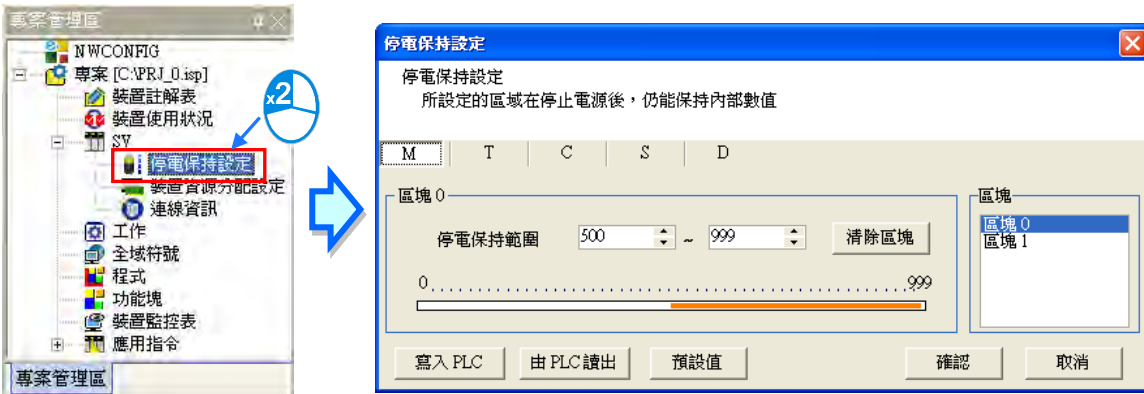 專案管理區
NWCONFIG
專案 [C:\PRJ_0.isp]
裝置註解表
裝置使用狀況
SV
停電保持設定
裝置資源分配設定
連線資訊
工作
全域符號
程式
功能塊
裝置監控表
應用指令
專案管理區
x2
停電保持設定
停電保持設定
所設定的區域在停止電源後，仍能保持內部數值
M T C S D
區塊 0
停電保持範圍 500 ~ 999 清除區塊
0 999
區塊
區塊 0
區塊 1
寫入 PLC 由 PLC 讀出 預設值 確認 取消